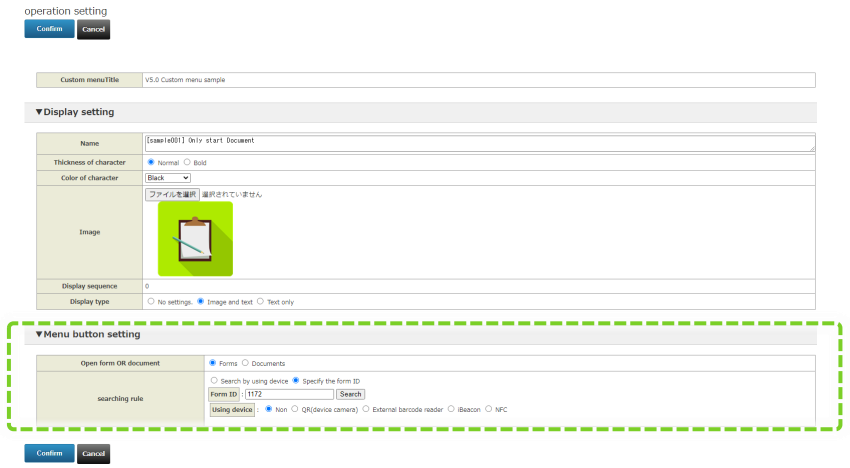 operation setting
Confirm Cancel
Custom menuTitle V5.0 Custom menu sample
▼Display setting
Name [sample001] Only start Document
Thickness of character Normal Bold
Color of character Black
ファイルを選択 選択されていません
Image
Display sequence 0
Display type No settings. Image and text Text only
▼Menu button setting
Open form OR document Forms Documents
Search by using device Specify the form ID
searching rule Form ID : 1172 Search
Using device : Non QR(device camera) External barcode reader iBeacon NFC
Confirm Cancel